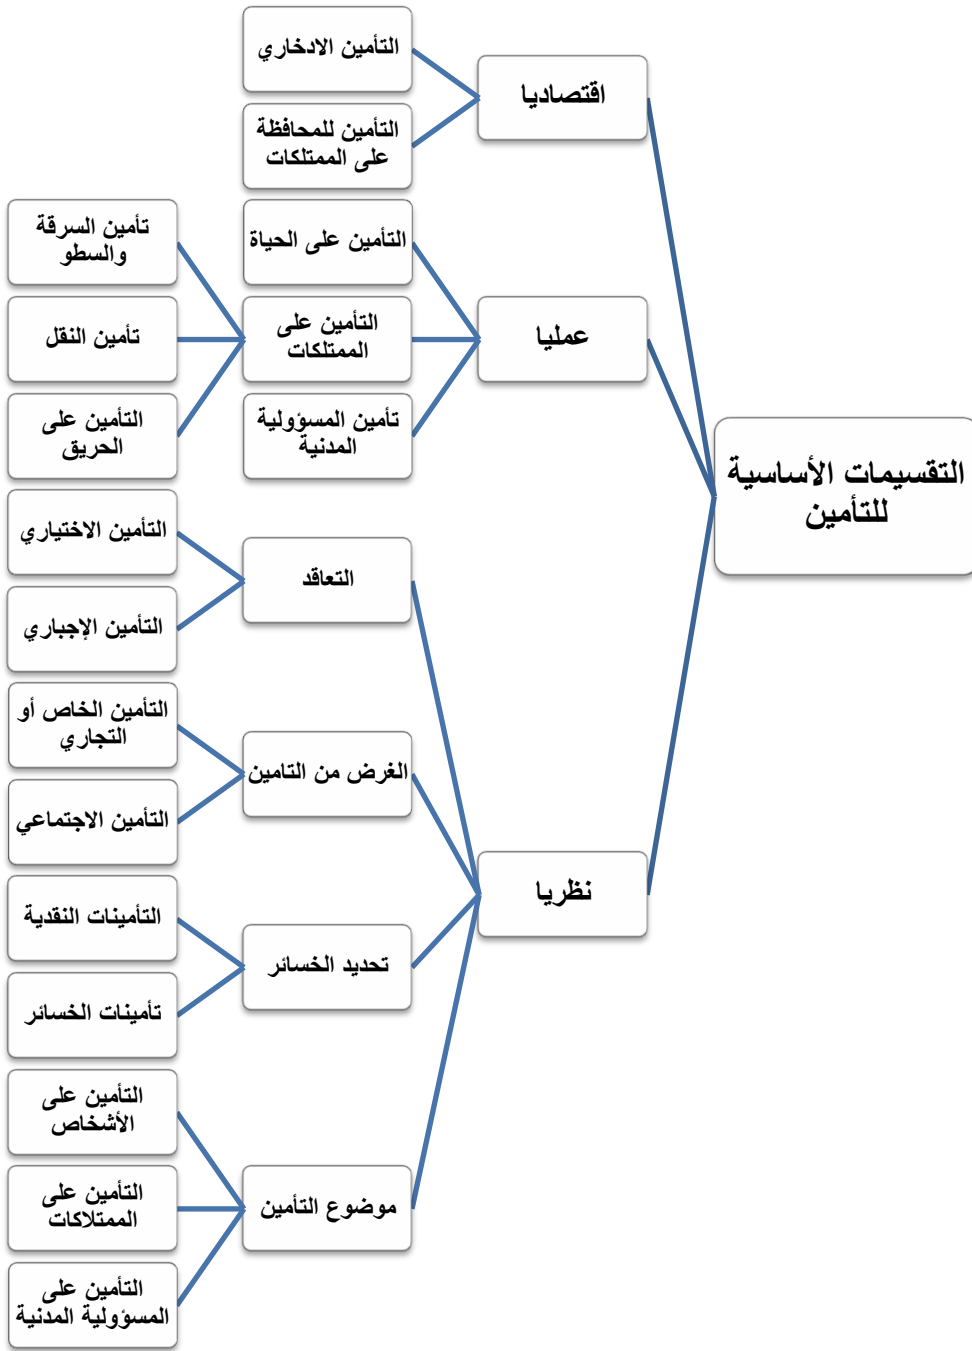 التقسيمات الأساسية
للتأمين
اقتصاديا
التأمين الادخاري
التأمين للمحافظة
على الممتلكات
عمليا
التأمين على الحياة
التأمين على
الممتلكات
تأمين السرقة
والسطو
تأمين النقل
التأمين على
الحريق
تأمين المسؤولية
المدنية
نظريا
التعاقد
التأمين الاختياري
التأمين الإجباري
الغرض من التامين
التأمين الخاص أو
التجاري
التأمين الاجتماعي
تحديد الخسائر
التأمينات النقدية
تأمينات الخسائر
موضوع التأمين
التأمين على
الأشخاص
التأمين على
الممتلاكات
التأمين على
المسؤولية المدنية